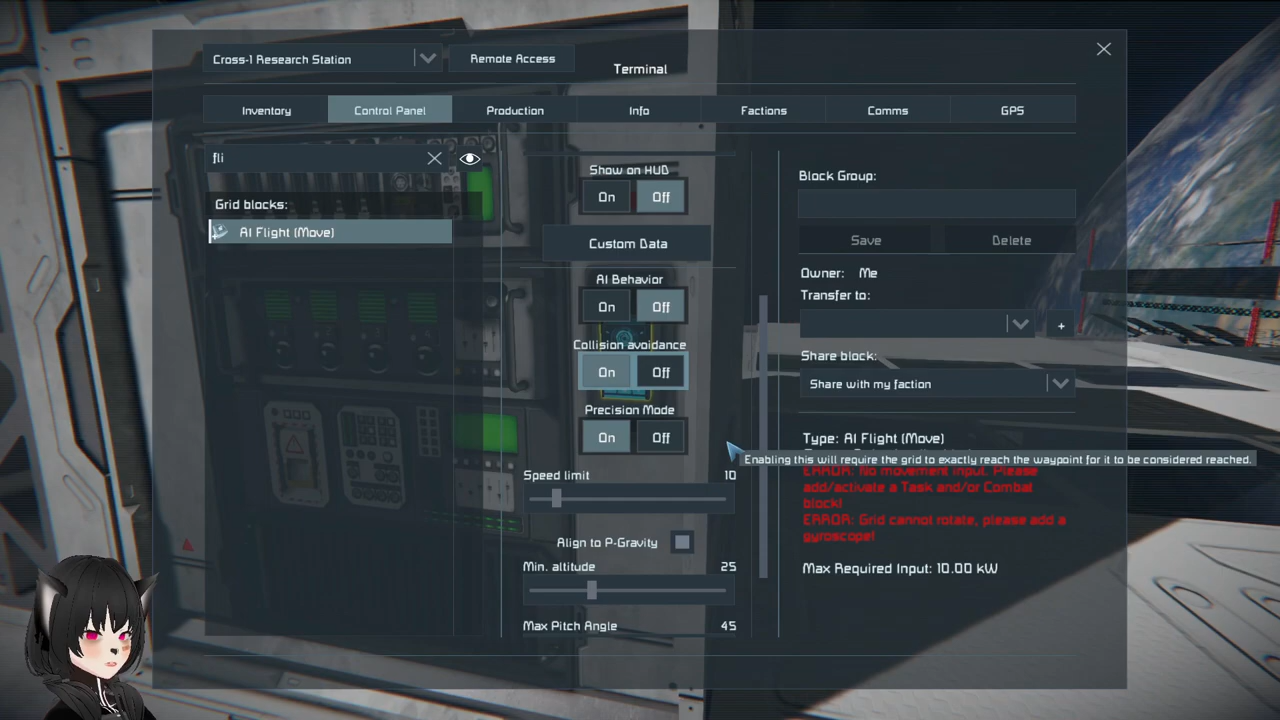 Cross-1 Research Station
Remote Access
Terminal
Inventory
Control Panel
Production
Info
Factions
Comms
GPS
fli
Grid blocks:
AI Flight (Move)
Show on HUD
On Off
Custom Data
AI Behavior
On Off
Collision avoidance
On Off
Precision Mode
On Off
Speed limit 10
Align to P-Gravity
Min. altitude 25
Max Pitch Angle 45
Block Group:
Save
Delete
Owner: Me
Transfer to:
+
Share block:
Share with my faction
Type: AI Flight (Move)
Enabling this will require the grid to exactly reach the waypoint for it to be considered reached.
ERROR: No movement input. Please
add/activate a Task and/or Combat
block!
ERROR: Grid cannot rotate, please add a
gyroscope!
Max Required Input: 10.00 kW